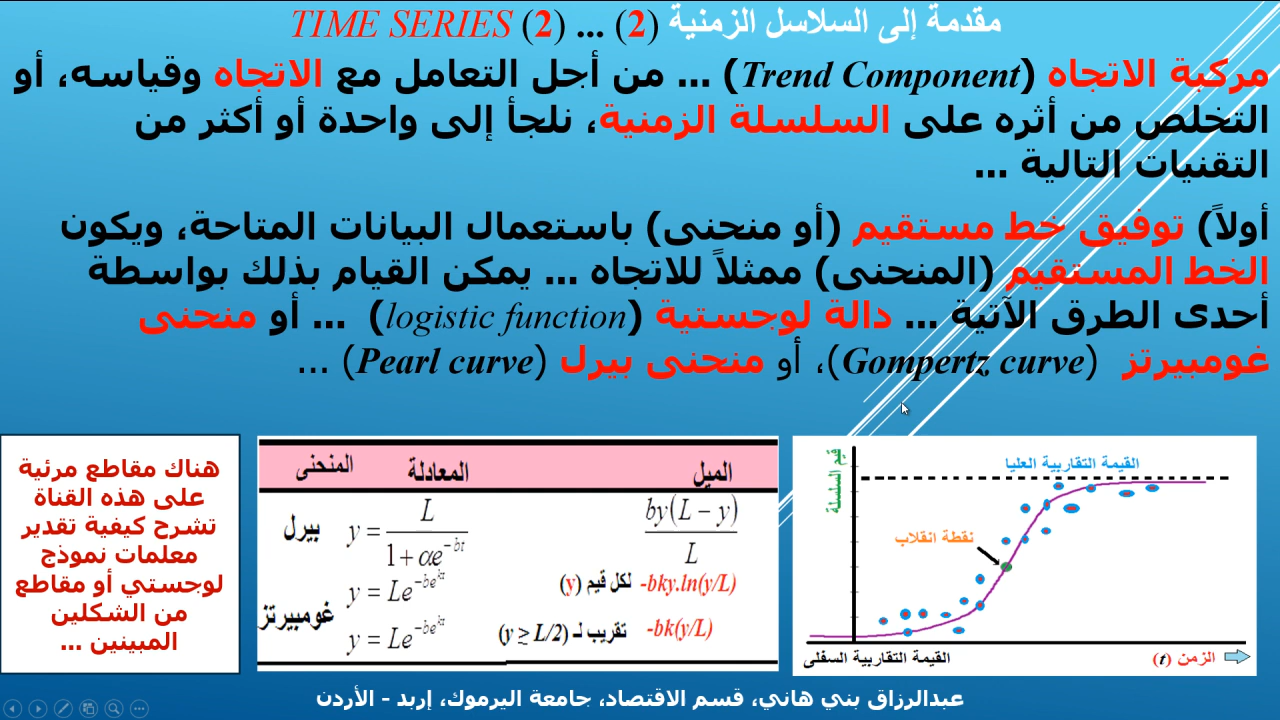 مقدمة إلى السلاسل الزمنية (2) ... TIME SERIES (2)
مركبة الاتجاه (Trend Component) ... من أجل التعامل مع الاتجاه وقياسه، أو
التخلص من أثره على السلسلة الزمنية، نلجأ إلى واحدة أو أكثر من
التقنيات التالية ...
أولاً) توفيق خط مستقيم (أو منحنى) باستعمال البيانات المتاحة، ويكون
الخط المستقيم (المنحنى) ممثلاً للاتجاه ... يمكن القيام بذلك بواسطة
أحدى الطرق الآتية ... دالة لوجستية (logistic function) ... أو منحنى
غومبيرتز (Gompertz curve)، أو منحنى بيرل (Pearl curve) ...
هناك مقاطع مرئية
على هذه القناة
تشرح كيفية تقدير
معلمات نموذج
لوجستي أو مقاطع
من الشكلين
المبينين ...
المنحنى المعادلة الميل
بيرل y = L / (1 + αe^{-bt}) by(L - y) / L
غومبيرتز y = Le^{-be^{kt}} لكل قيم (y) -bky.ln(y/L)
y = Le^{-be^{kt}} تقريب لـ (y ≥ L/2) -bk(y/L)
قيم السلسلة
القيمة التقاربية العليا
نقطة انقلاب
القيمة التقاربية السفلى
الزمن (t)
عبدالرزاق بني هاني، قسم الاقتصاد، جامعة اليرموك، إربد - الأردن